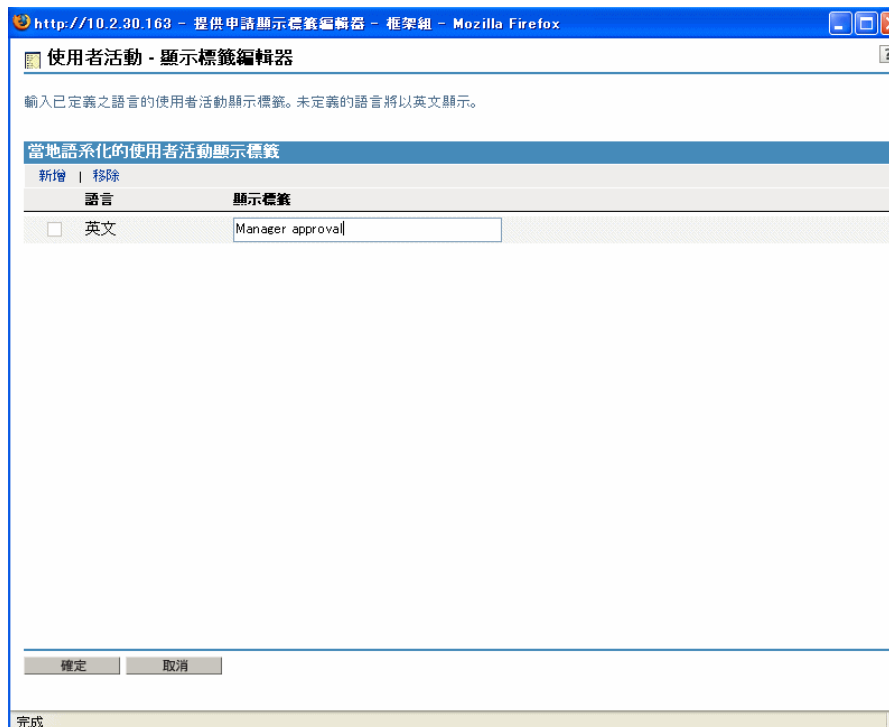 http://10.2.30.163 - 提供申請顯示標籤編輯器 - 框架組 - Mozilla Firefox
使用者活動 - 顯示標籤編輯器
?
輸入已定義之語言的使用者活動顯示標籤。未定義的語言將以英文顯示。
當地語系化的使用者活動顯示標籤
新增 | 移除
語言 顯示標籤
英文 Manager approval
確定 取消
完成